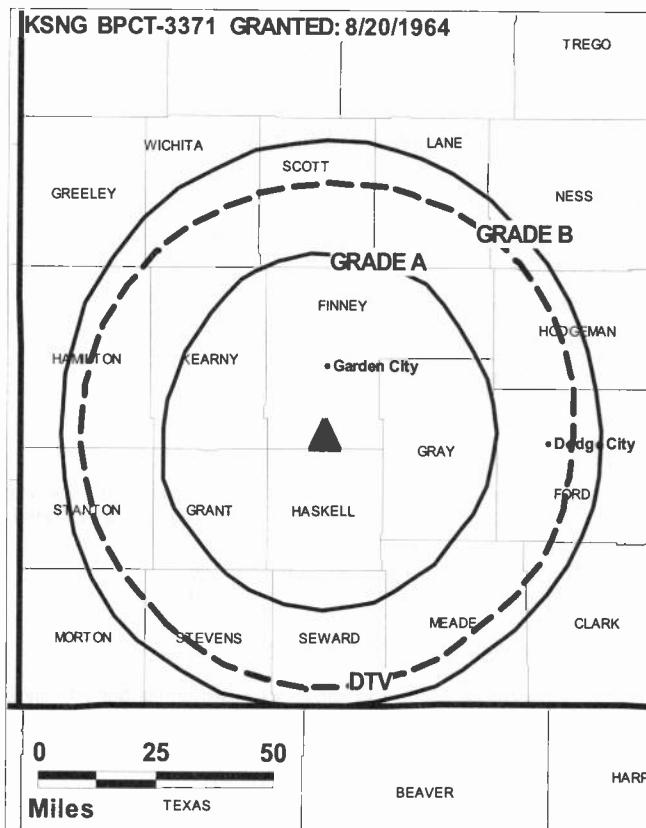 KSNG BPCT-3371 GRANTED: 8/20/1964
TREGO
WICHITA
LANE
SCOTT
GREELEY
NESS
GRADE B
GRADE A
FINNEY
HODGEMAN
HAMILTON
KEARNY
Garden City
Dodge City
GRAY
FORD
STANTON
GRANT
HASKELL
MEADE
CLARK
MORTON
STEVENS
SEWARD
DTV
0 25 50
HARP
BEAVER
Miles
TEXAS